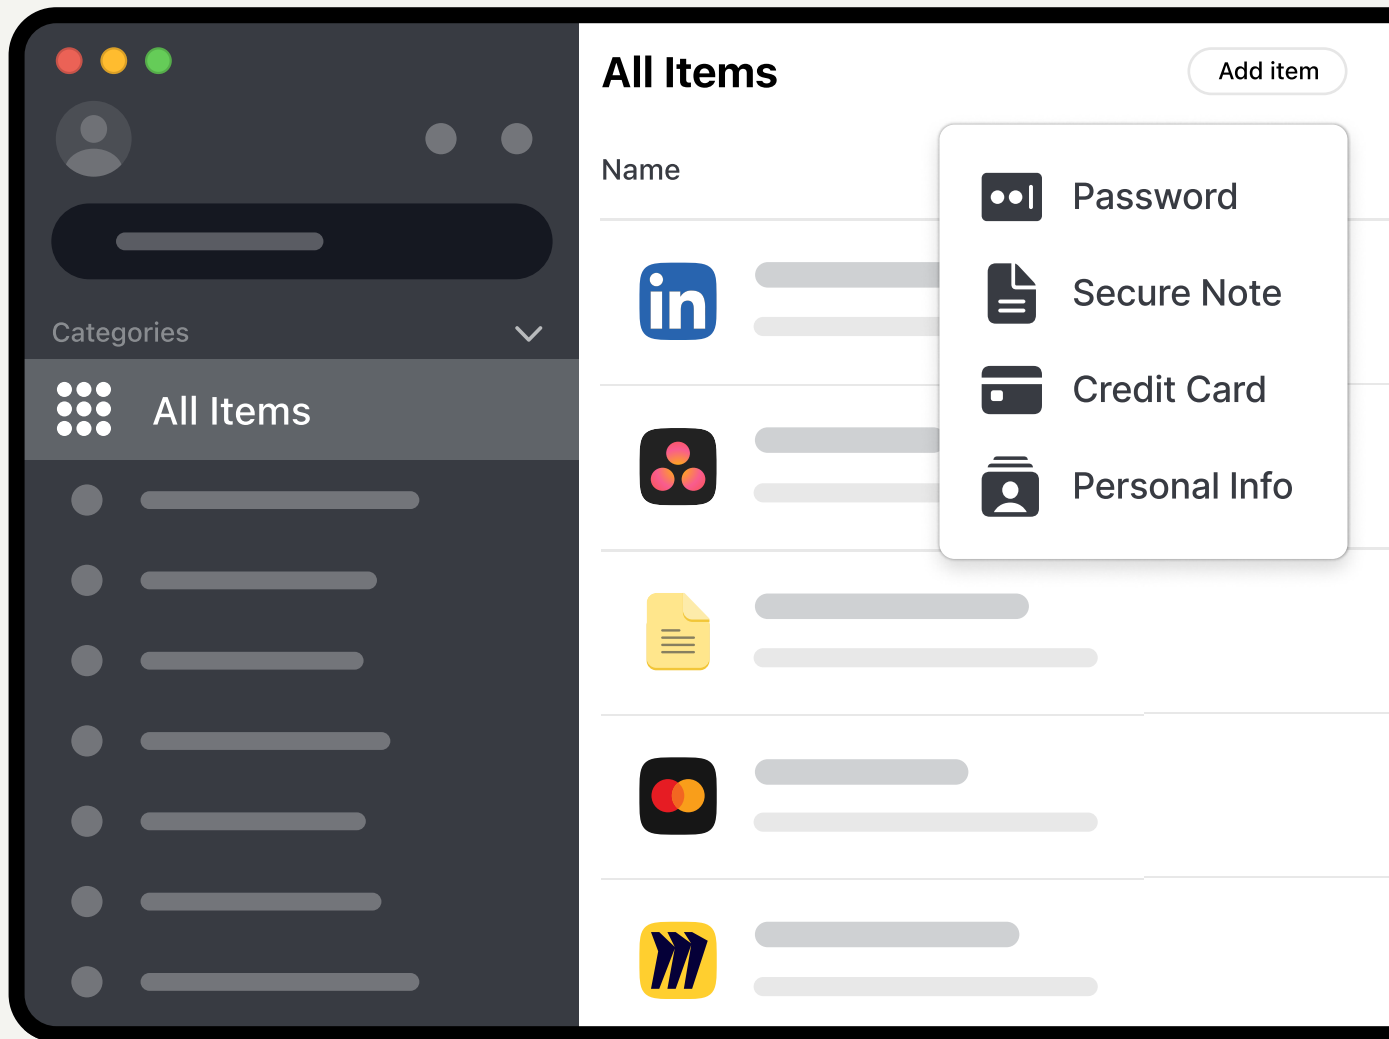 All Items
Add item
Name
Password
Secure Note
Credit Card
Personal Info
Categories
All Items
in